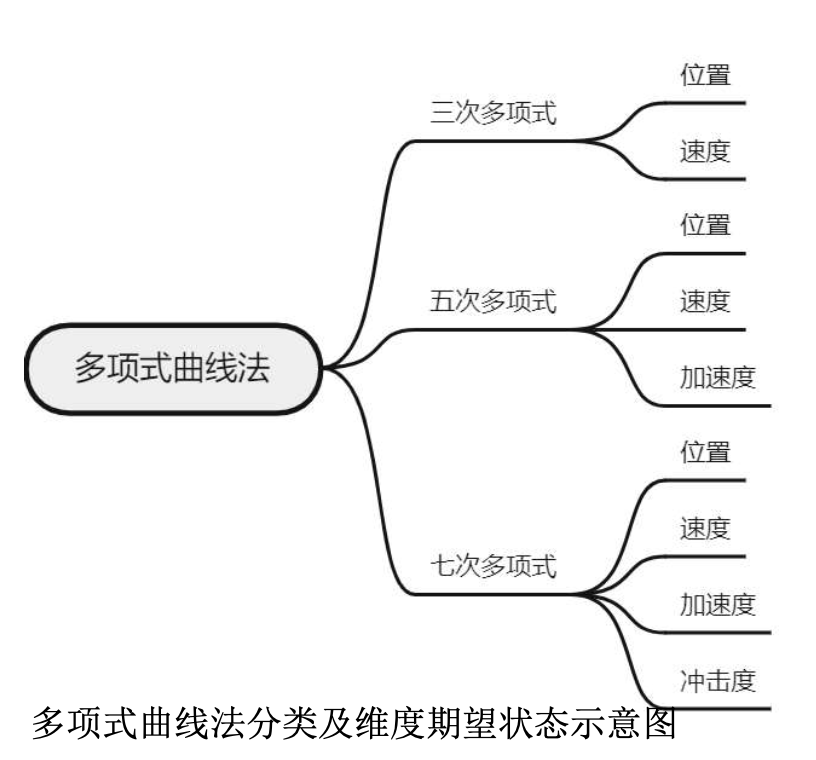 多项式曲线法
三次多项式
位置
速度
五次多项式
位置
速度
加速度
七次多项式
位置
速度
加速度
冲击度
多项式曲线法分类及维度期望状态示意图